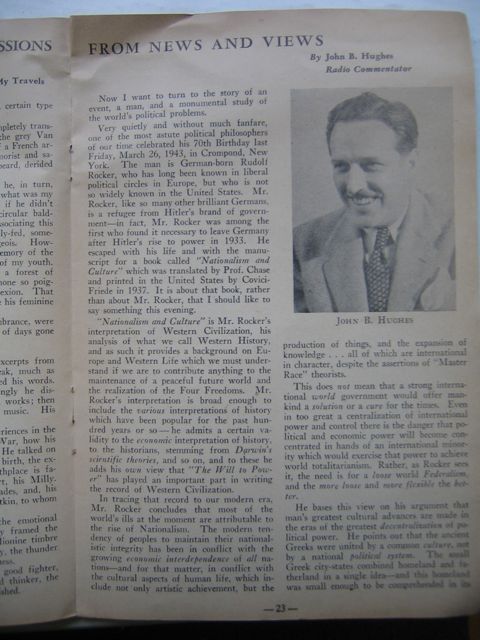 SSIONS
My Travels
certain type
pletely trans-
the grey Van
f a French ar-
orist and sa-
beard, derided
he, in turn,
what was my
if he didn't
circular bald-
sociating this
ly-fed, some-
geois. How-
emory of the
of my youth,
a forest of
none so poig-
exion. That
his feminine
brance, were
of days gone
excerpts from
eak, much as
ed his words.
ngly he dis-
works; then
music. His
eriences in the
War, how his
He talked on
birth, the ex-
thplace is fa-
rt, his Milly.
ades, and, his
tkin, to whom
the emotional
y framed the
Mionine timbre
y, the thunder
ness.
good fighter,
d thinker, the
ished.
FROM NEWS AND VIEWS
By John B. Hughes
Radio Commentator
Now I want to turn to the story of an
event, a man, and a monumental study of
the world's political problems.
Very quietly and without much fanfare,
one of the most astute political philosophers
of our time celebrated his 70th Birthday last
Friday, March 26, 1943, in Crompond, New
York. The man is German-born Rudolf
Rocker, who has long been known in liberal
political circles in Europe, but who is not
so widely known in the United States. Mr.
Rocker, like so many other brilliant Germans,
is a refugee from Hitler's brand of govern-
ment—in fact, Mr. Rocker was among the
first who found it necessary to leave Germany
after Hitler's rise to power in 1933. He
escaped with his life and with the manu-
script for a book called "Nationalism and
Culture" which was translated by Prof. Chase
and printed in the United States by Covici-
Friede in 1937. It is about that book, rather
than about Mr. Rocker, that I should like to
say something this evening.
"Nationalism and Culture" is Mr. Rocker's
interpretation of Western Civilization, his
analysis of what we call Western History,
and as such it provides a background on Eu-
rope and Western Life which we must under-
stand if we are to contribute anything to the
maintenance of a peaceful future world and
the realization of the Four Freedoms. Mr.
Rocker's interpretation is broad enough to
include the various interpretations of history
which have been popular for the past hun-
dred years or so—he admits a certain va-
lidity to the economic interpretation of history,
to the historians, stemming from Darwin's
scientific theories, and so on, and to these he
adds his own view that "The Will to Pow-
er" has played an important part in writing
the record of Western Civilization.
In tracing that record to our modern era,
Mr. Rocker concludes that most of the
world's ills at the moment are attributable to
the rise of Nationalism. The modern ten-
dency of peoples to maintain their national-
istic integrity has been in conflict with the
growing economic interdependence of all na-
tions—and for that matter, in conflict with
the cultural aspects of human life, which in-
clude not only artistic achievement, but the
JOHN B. HUGHES
production of things, and the expansion of
knowledge . . . all of which are international
in character, despite the assertions of "Master
Race" theorists.
This does not mean that a strong interna-
tional world government would offer man-
kind a solution or a cure for the times. Even
in too great a centralization of international
power and control there is the danger that po-
litical and economic power will become con-
centrated in hands of an international minor-
ity which would exercise that power to achieve
world totalitarianism. Rather, as Rocker sees
it, the need is for a loose world Federalism,
and the more loose and more flexible the bet-
ter.
He bases this view on his argument that
man's greatest cultural advances are made in
the eras of the greatest decentralization of po-
litical power. He points out that the ancient
Greeks were united by a common culture, not
by a national political system. The small
Greek city-states combined homeland and fa-
therland in a single idea—and this homeland
was small enough to be comprehended in its
—23—